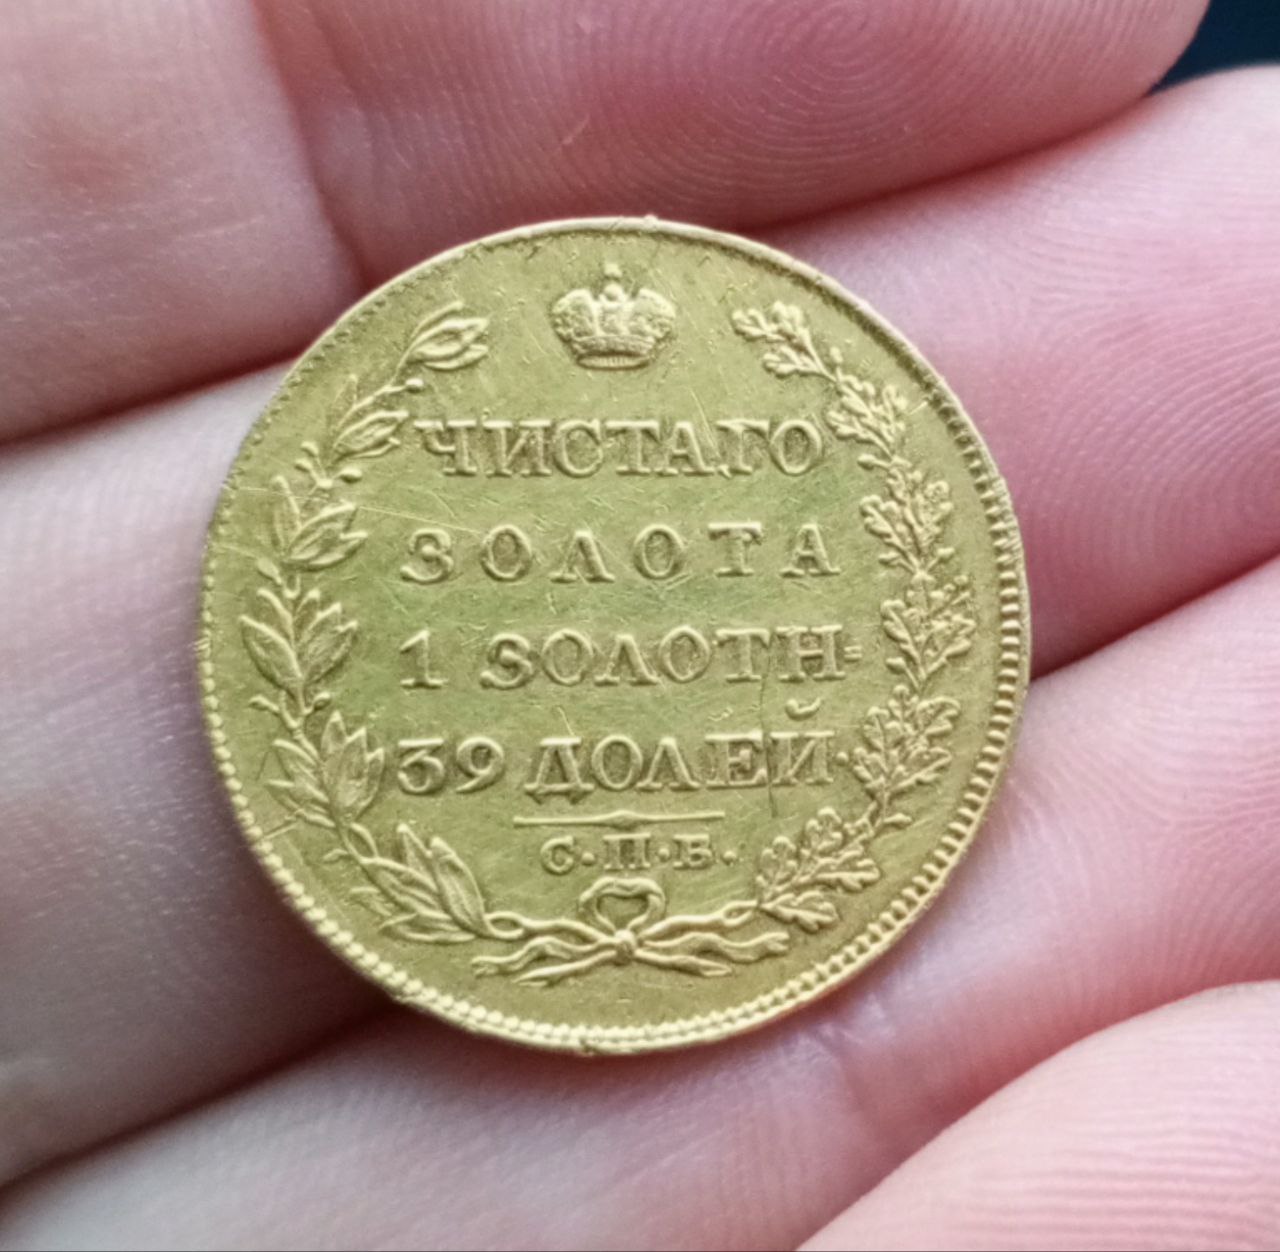 ЧИСТАГО
ЗОЛОТА
1 ЗОЛОТН=
39 ДОЛЕЙ
С.П.Б.